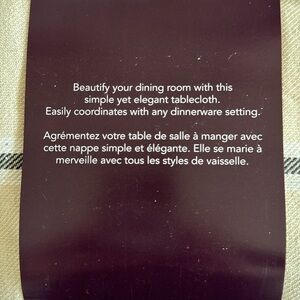 Beautify your dining room with this
simple yet elegant tablecloth.
Easily coordinates with any dinnerware setting.
Agrémentez votre table de salle à manger avec
cette nappe simple et élégante. Elle se marie à
merveille avec tous les styles de vaisselle.